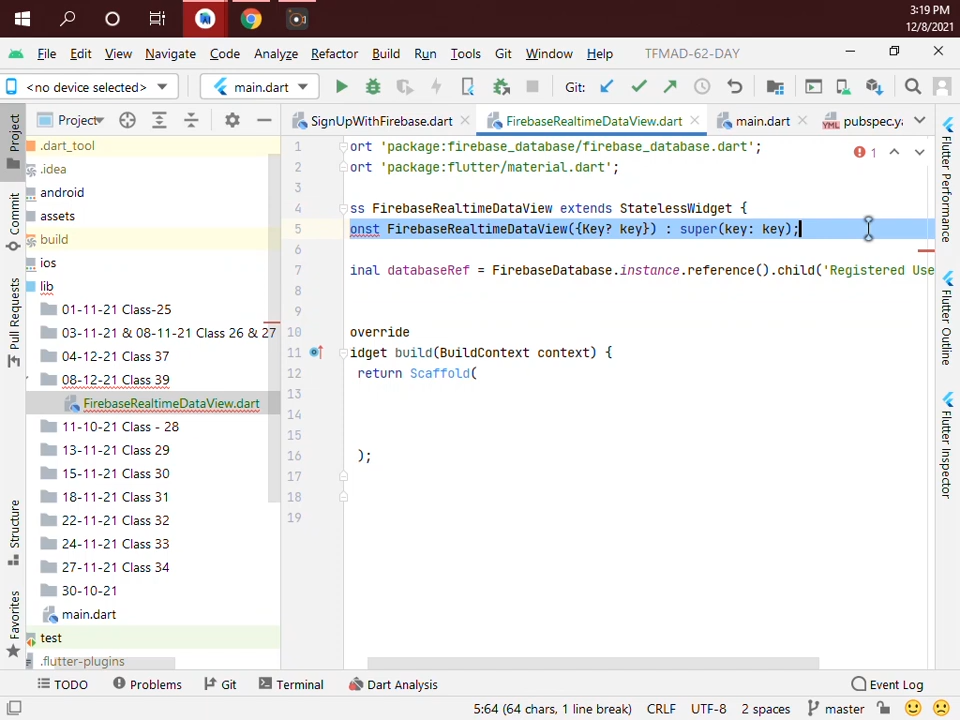 3:19 PM
12/8/2021
File Edit View Navigate Code Analyze Refactor Build Run Tools Git Window Help TFMAD-62-DAY
<no device selected> main.dart Git:
Project SignUpWithFirebase.dart FirebaseRealtimeDataView.dart main.dart pubspec.ya
Project
Commit
Pull Requests
Structure
Favorites
.dart_tool
.idea
android
assets
build
ios
lib
01-11-21 Class-25
03-11-21 & 08-11-21 Class 26 & 27
04-12-21 Class 37
08-12-21 Class 39
FirebaseRealtimeDataView.dart
11-10-21 Class - 28
13-11-21 Class 29
15-11-21 Class 30
18-11-21 Class 31
22-11-21 Class 32
24-11-21 Class 33
27-11-21 Class 34
30-10-21
main.dart
test
.flutter-plugins
1 ort 'package:firebase_database/firebase_database.dart';
2 ort 'package:flutter/material.dart';
3
4 ss FirebaseRealtimeDataView extends StatelessWidget {
5 onst FirebaseRealtimeDataView({Key? key}) : super(key: key);
6
7 inal databaseRef = FirebaseDatabase.instance.reference().child('Registered Use
8
9
10 override
11 idget build(BuildContext context) {
12 return Scaffold(
13
14
15
16 );
17
18
19
1
Flutter Performance
Flutter Outline
Flutter Inspector
TODO Problems Git Terminal Dart Analysis Event Log
5:64 (64 chars, 1 line break) CRLF UTF-8 2 spaces master